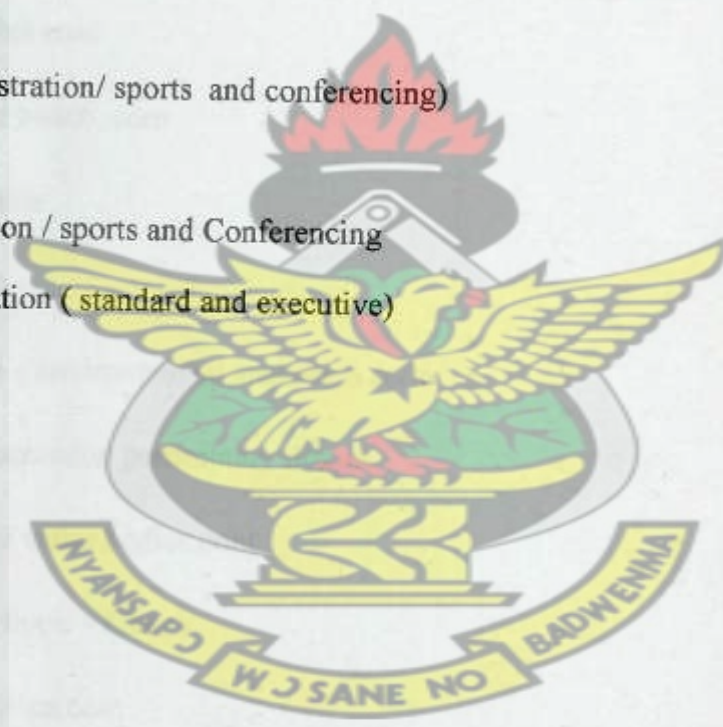 stration/ sports and conferencing)
on / sports and Conferencing
tion ( standard and executive)
NYANSAPƆ WƆSANE NO BADWENMA